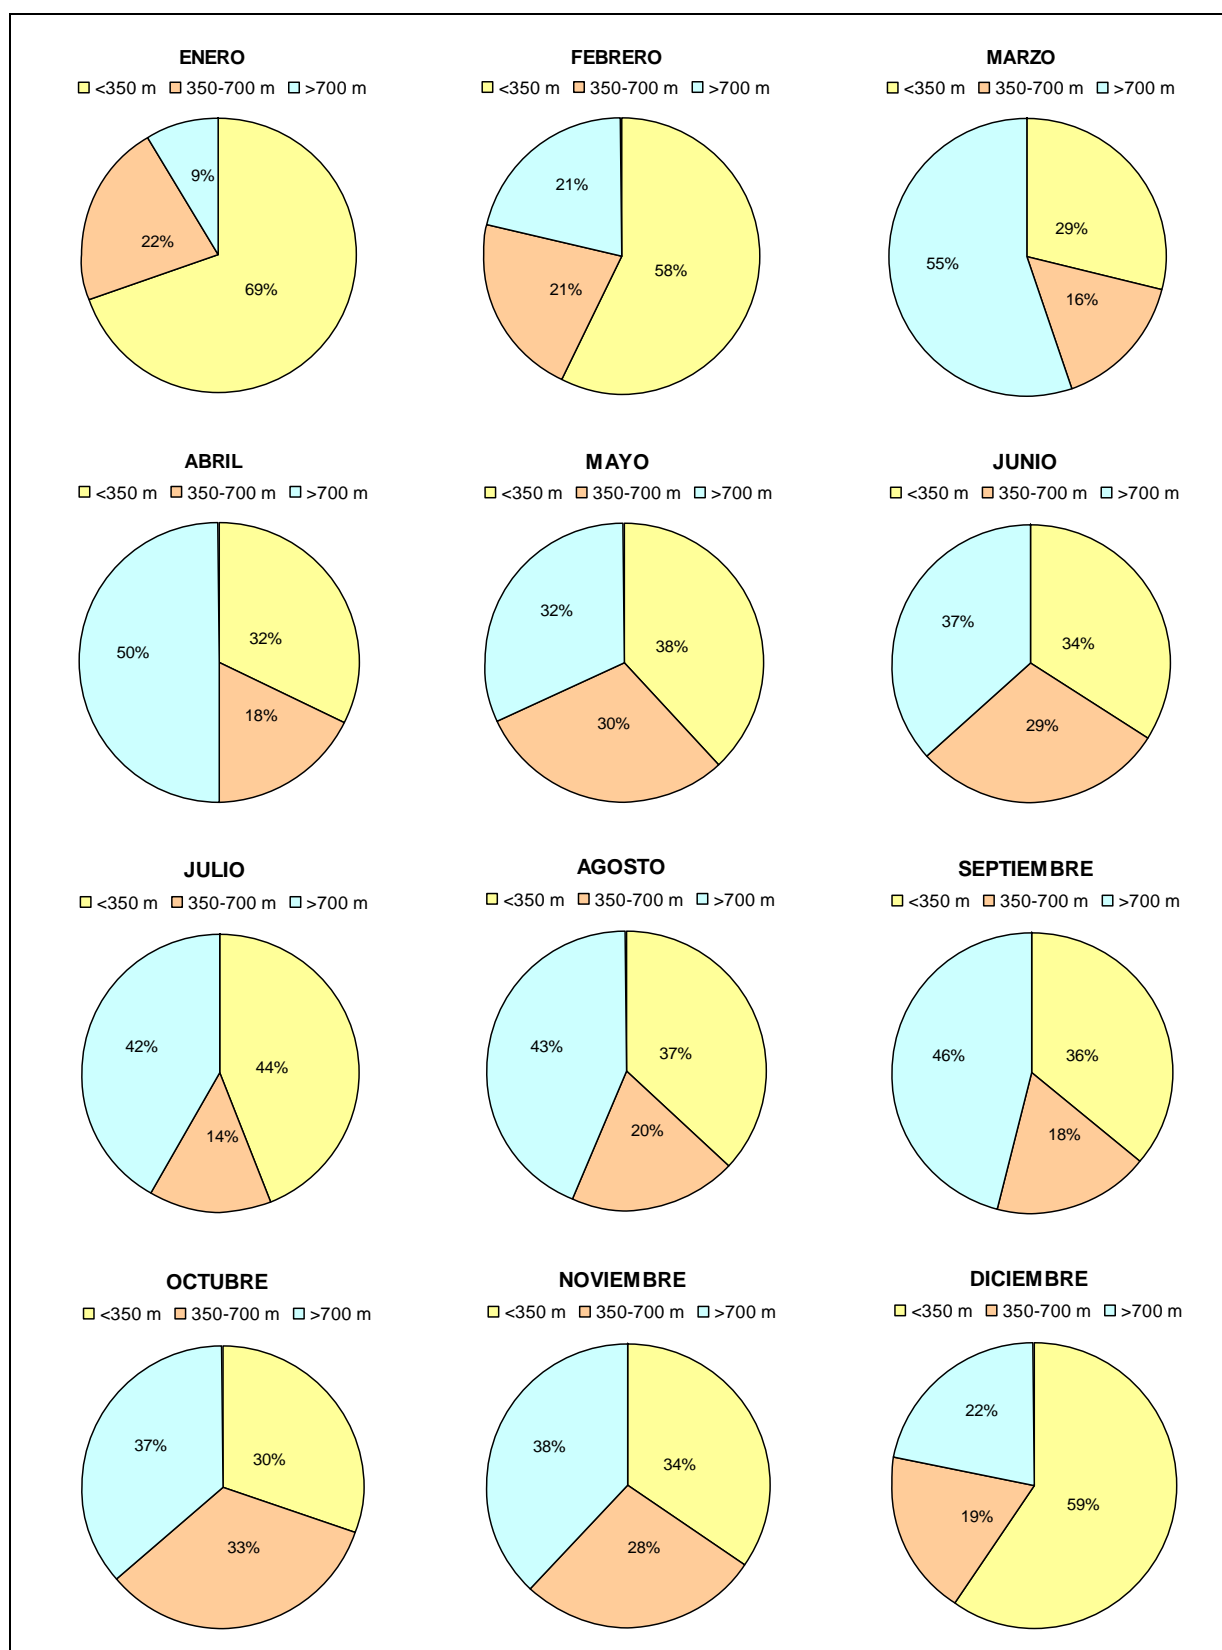 ENERO
<350 m 350-700 m >700 m
9%
22%
69%
FEBRERO
<350 m 350-700 m >700 m
21%
58%
21%
MARZO
<350 m 350-700 m >700 m
29%
55%
16%
ABRIL
<350 m 350-700 m >700 m
32%
50%
18%
MAYO
<350 m 350-700 m >700 m
32%
38%
30%
JUNIO
<350 m 350-700 m >700 m
37%
34%
29%
JULIO
<350 m 350-700 m >700 m
42%
44%
14%
AGOSTO
<350 m 350-700 m >700 m
43%
37%
20%
SEPTIEMBRE
<350 m 350-700 m >700 m
46%
36%
18%
OCTUBRE
<350 m 350-700 m >700 m
37%
30%
33%
NOVIEMBRE
<350 m 350-700 m >700 m
38%
34%
28%
DICIEMBRE
<350 m 350-700 m >700 m
22%
59%
19%